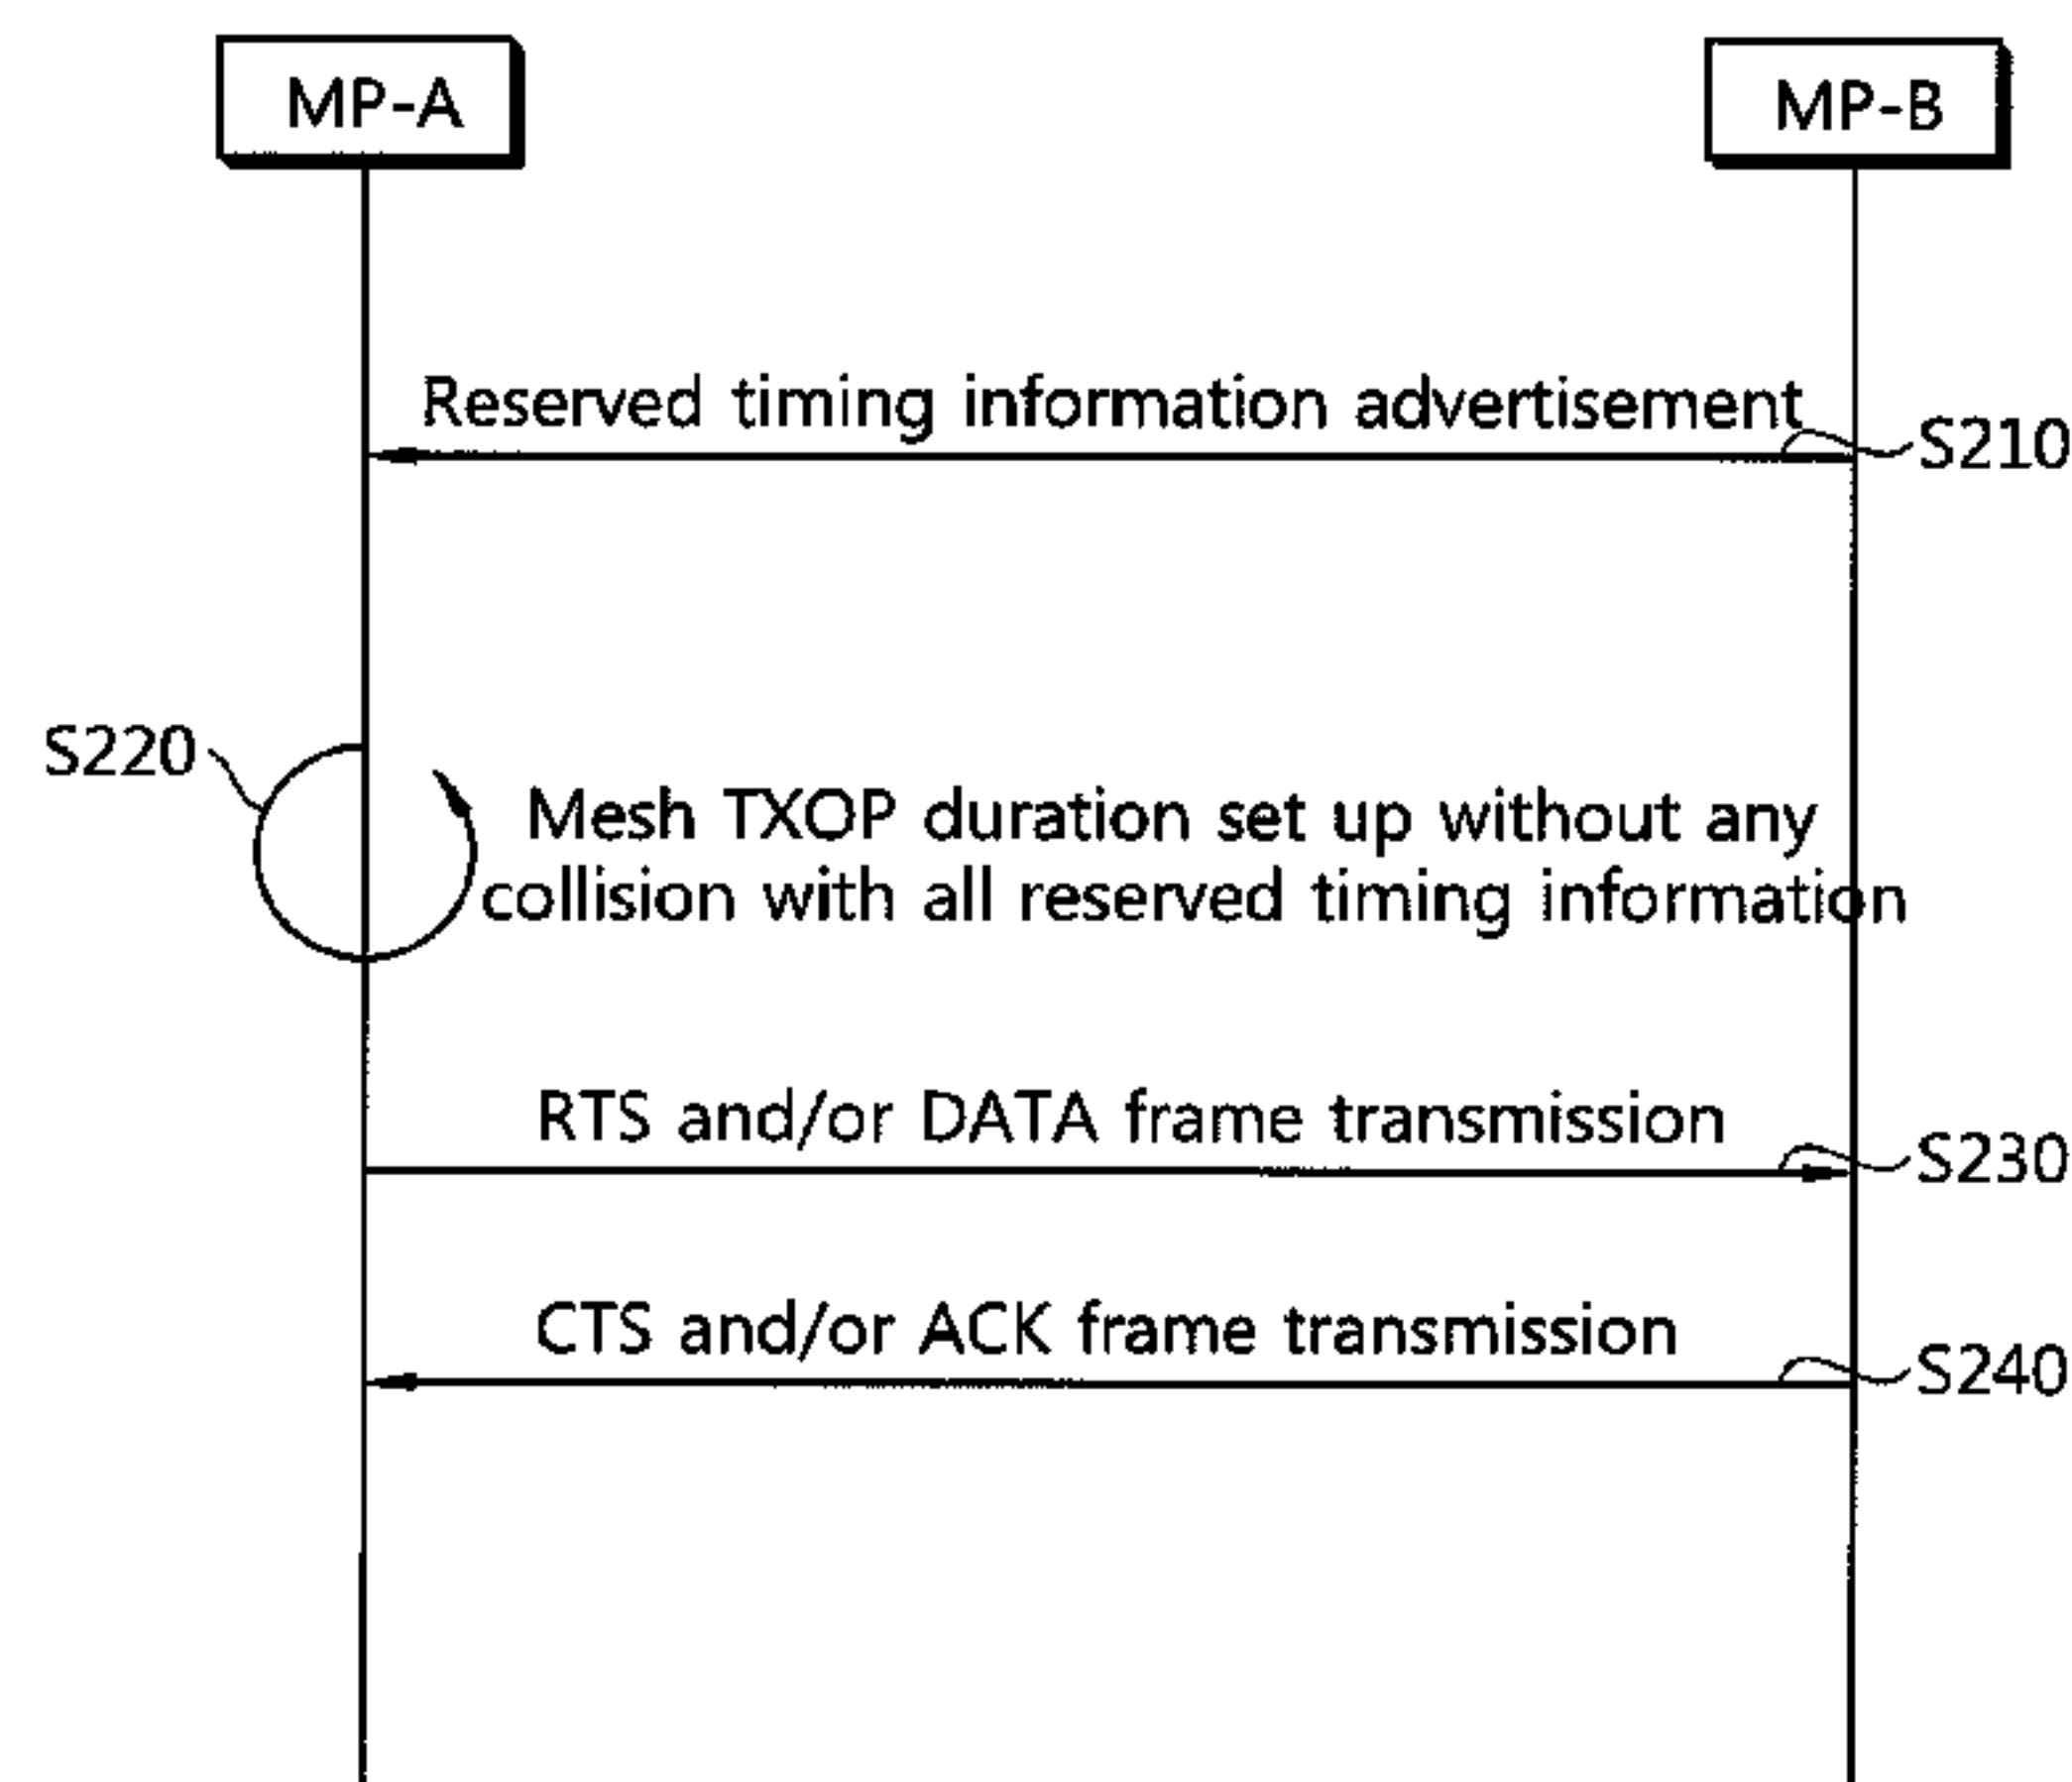 MP-A
MP-B
Reserved timing information advertisement
S210
S220
Mesh TXOP duration set up without any
collision with all reserved timing information
RTS and/or DATA frame transmission
S230
CTS and/or ACK frame transmission
S240